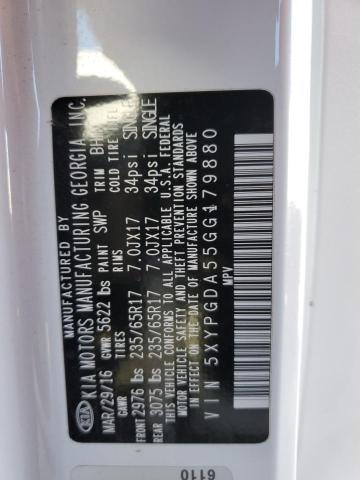 MANUFACTURED BY
KIA KIA MOTORS MANUFACTURING GEORGIA, INC.
MAR/29/16 GVWR 5622 lbs PAINT SWP TRIM
GAWR TIRES RIMS COLD TIRE
FRONT 2976 lbs 235/65R17 7.0JX17 34psi SINGLE
REAR 3075 lbs 235/65R17 7.0JX17 34psi SINGLE
THIS VEHICLE CONFORMS TO ALL APPLICABLE U.S.A. FEDERAL
MOTOR VEHICLE SAFETY AND THEFT PREVENTION STANDARDS
IN EFFECT ON THE DATE OF MANUFACTURE SHOWN ABOVE
VIN 5XYPGDA55GG179880
MPV
6110